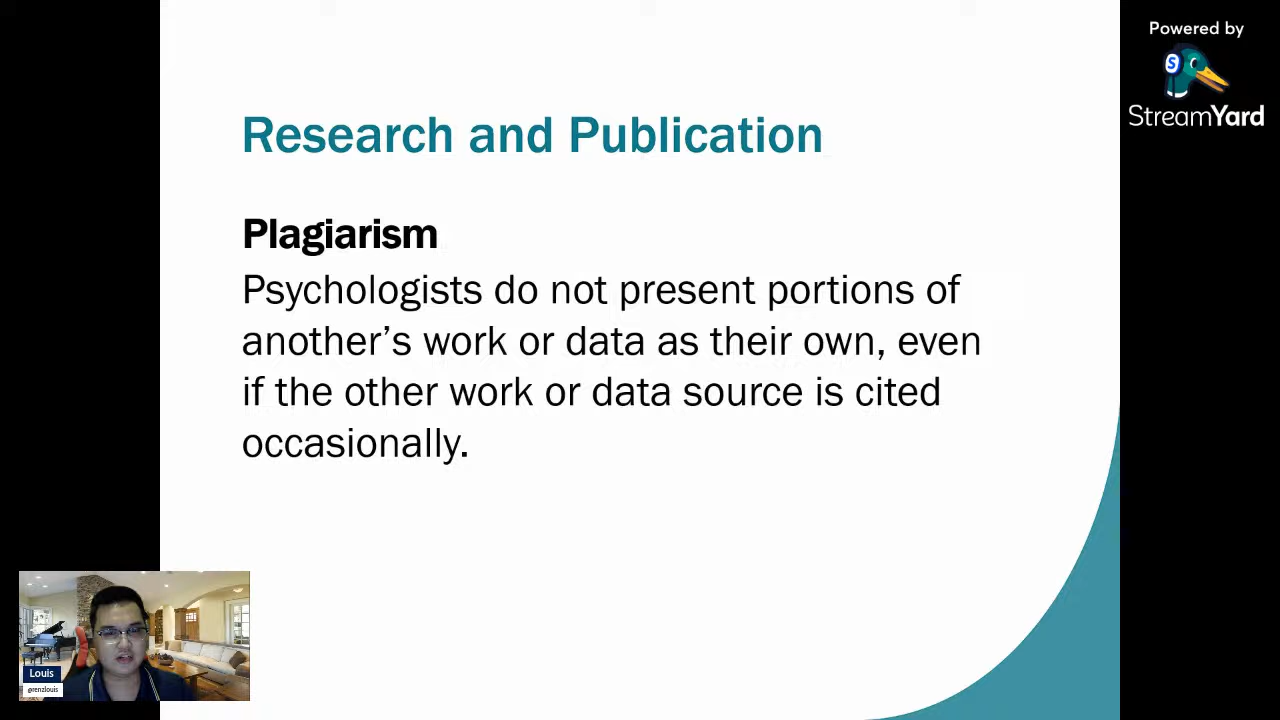 Powered by
StreamYard
Research and Publication
Plagiarism
Psychologists do not present portions of
another’s work or data as their own, even
if the other work or data source is cited
occasionally.
Louis
@renzlouis